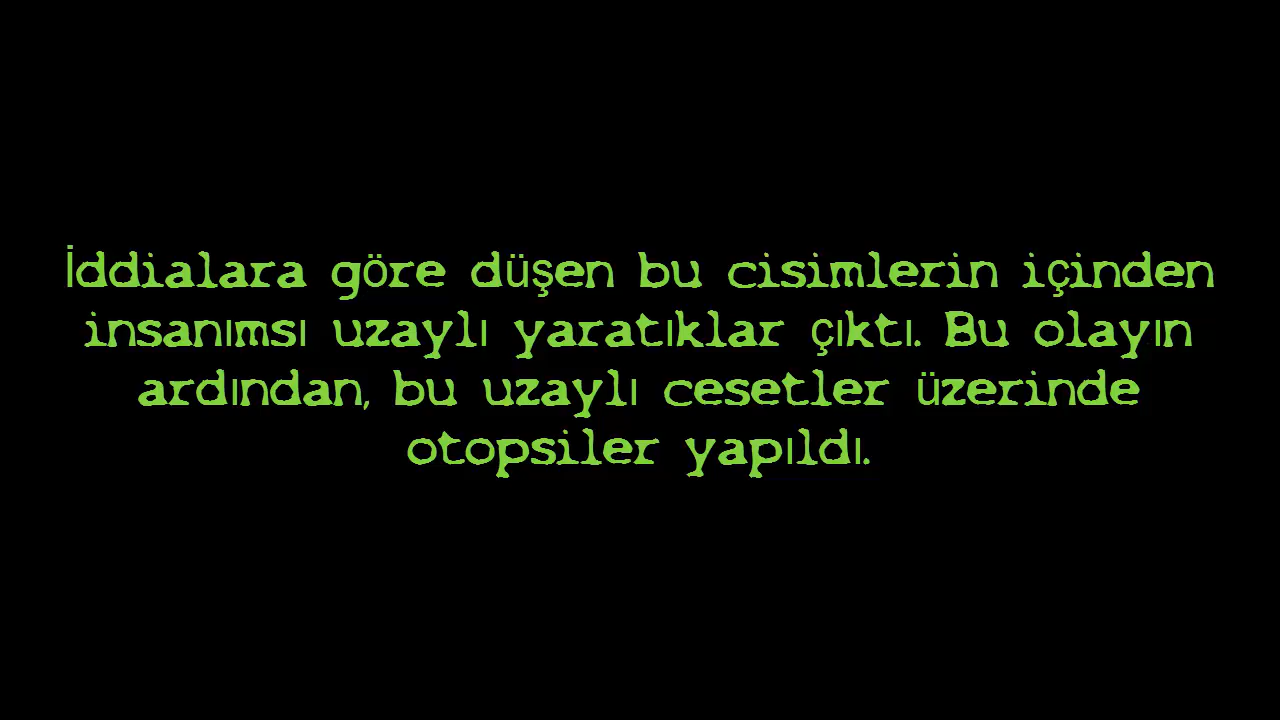 İddialara göre düşen bu cisimlerin içinden
insanımsı uzaylı yaratıklar çıktı. Bu olayın
ardından, bu uzaylı cesetler üzerinde
otopsiler yapıldı.